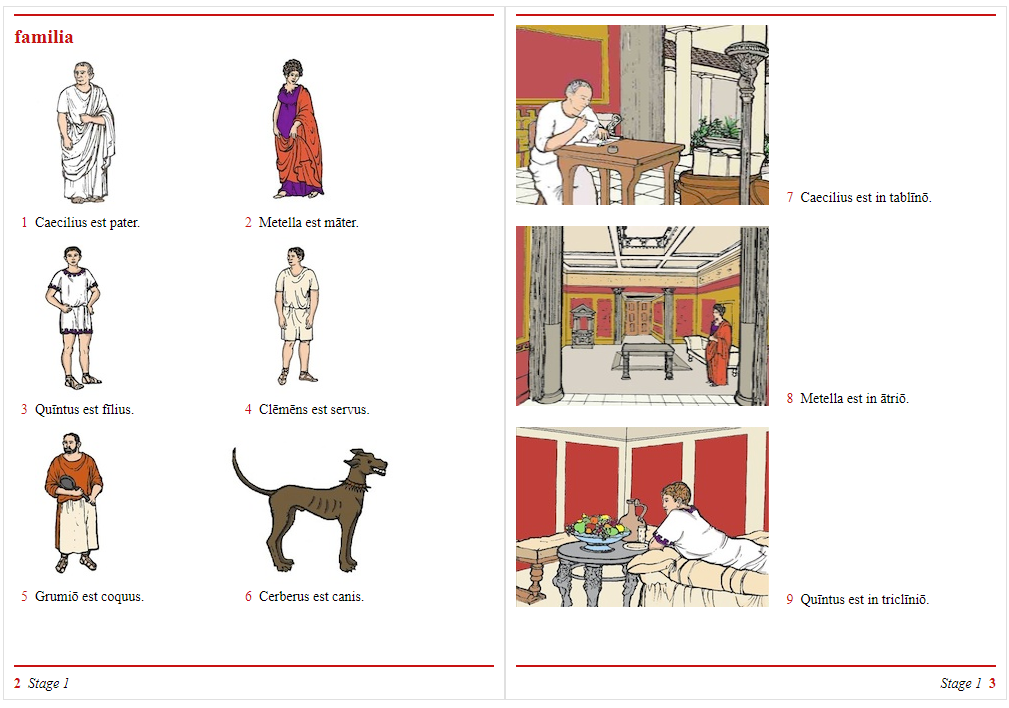 familia
1 Caecilius est pater.
2 Metella est māter.
3 Quīntus est fīlius.
4 Clēmēns est servus.
5 Grumiō est coquus.
6 Cerberus est canis.
2 Stage 1
7 Caecilius est in tablīnō.
8 Metella est in ātriō.
9 Quīntus est in triclīniō.
Stage 1 3